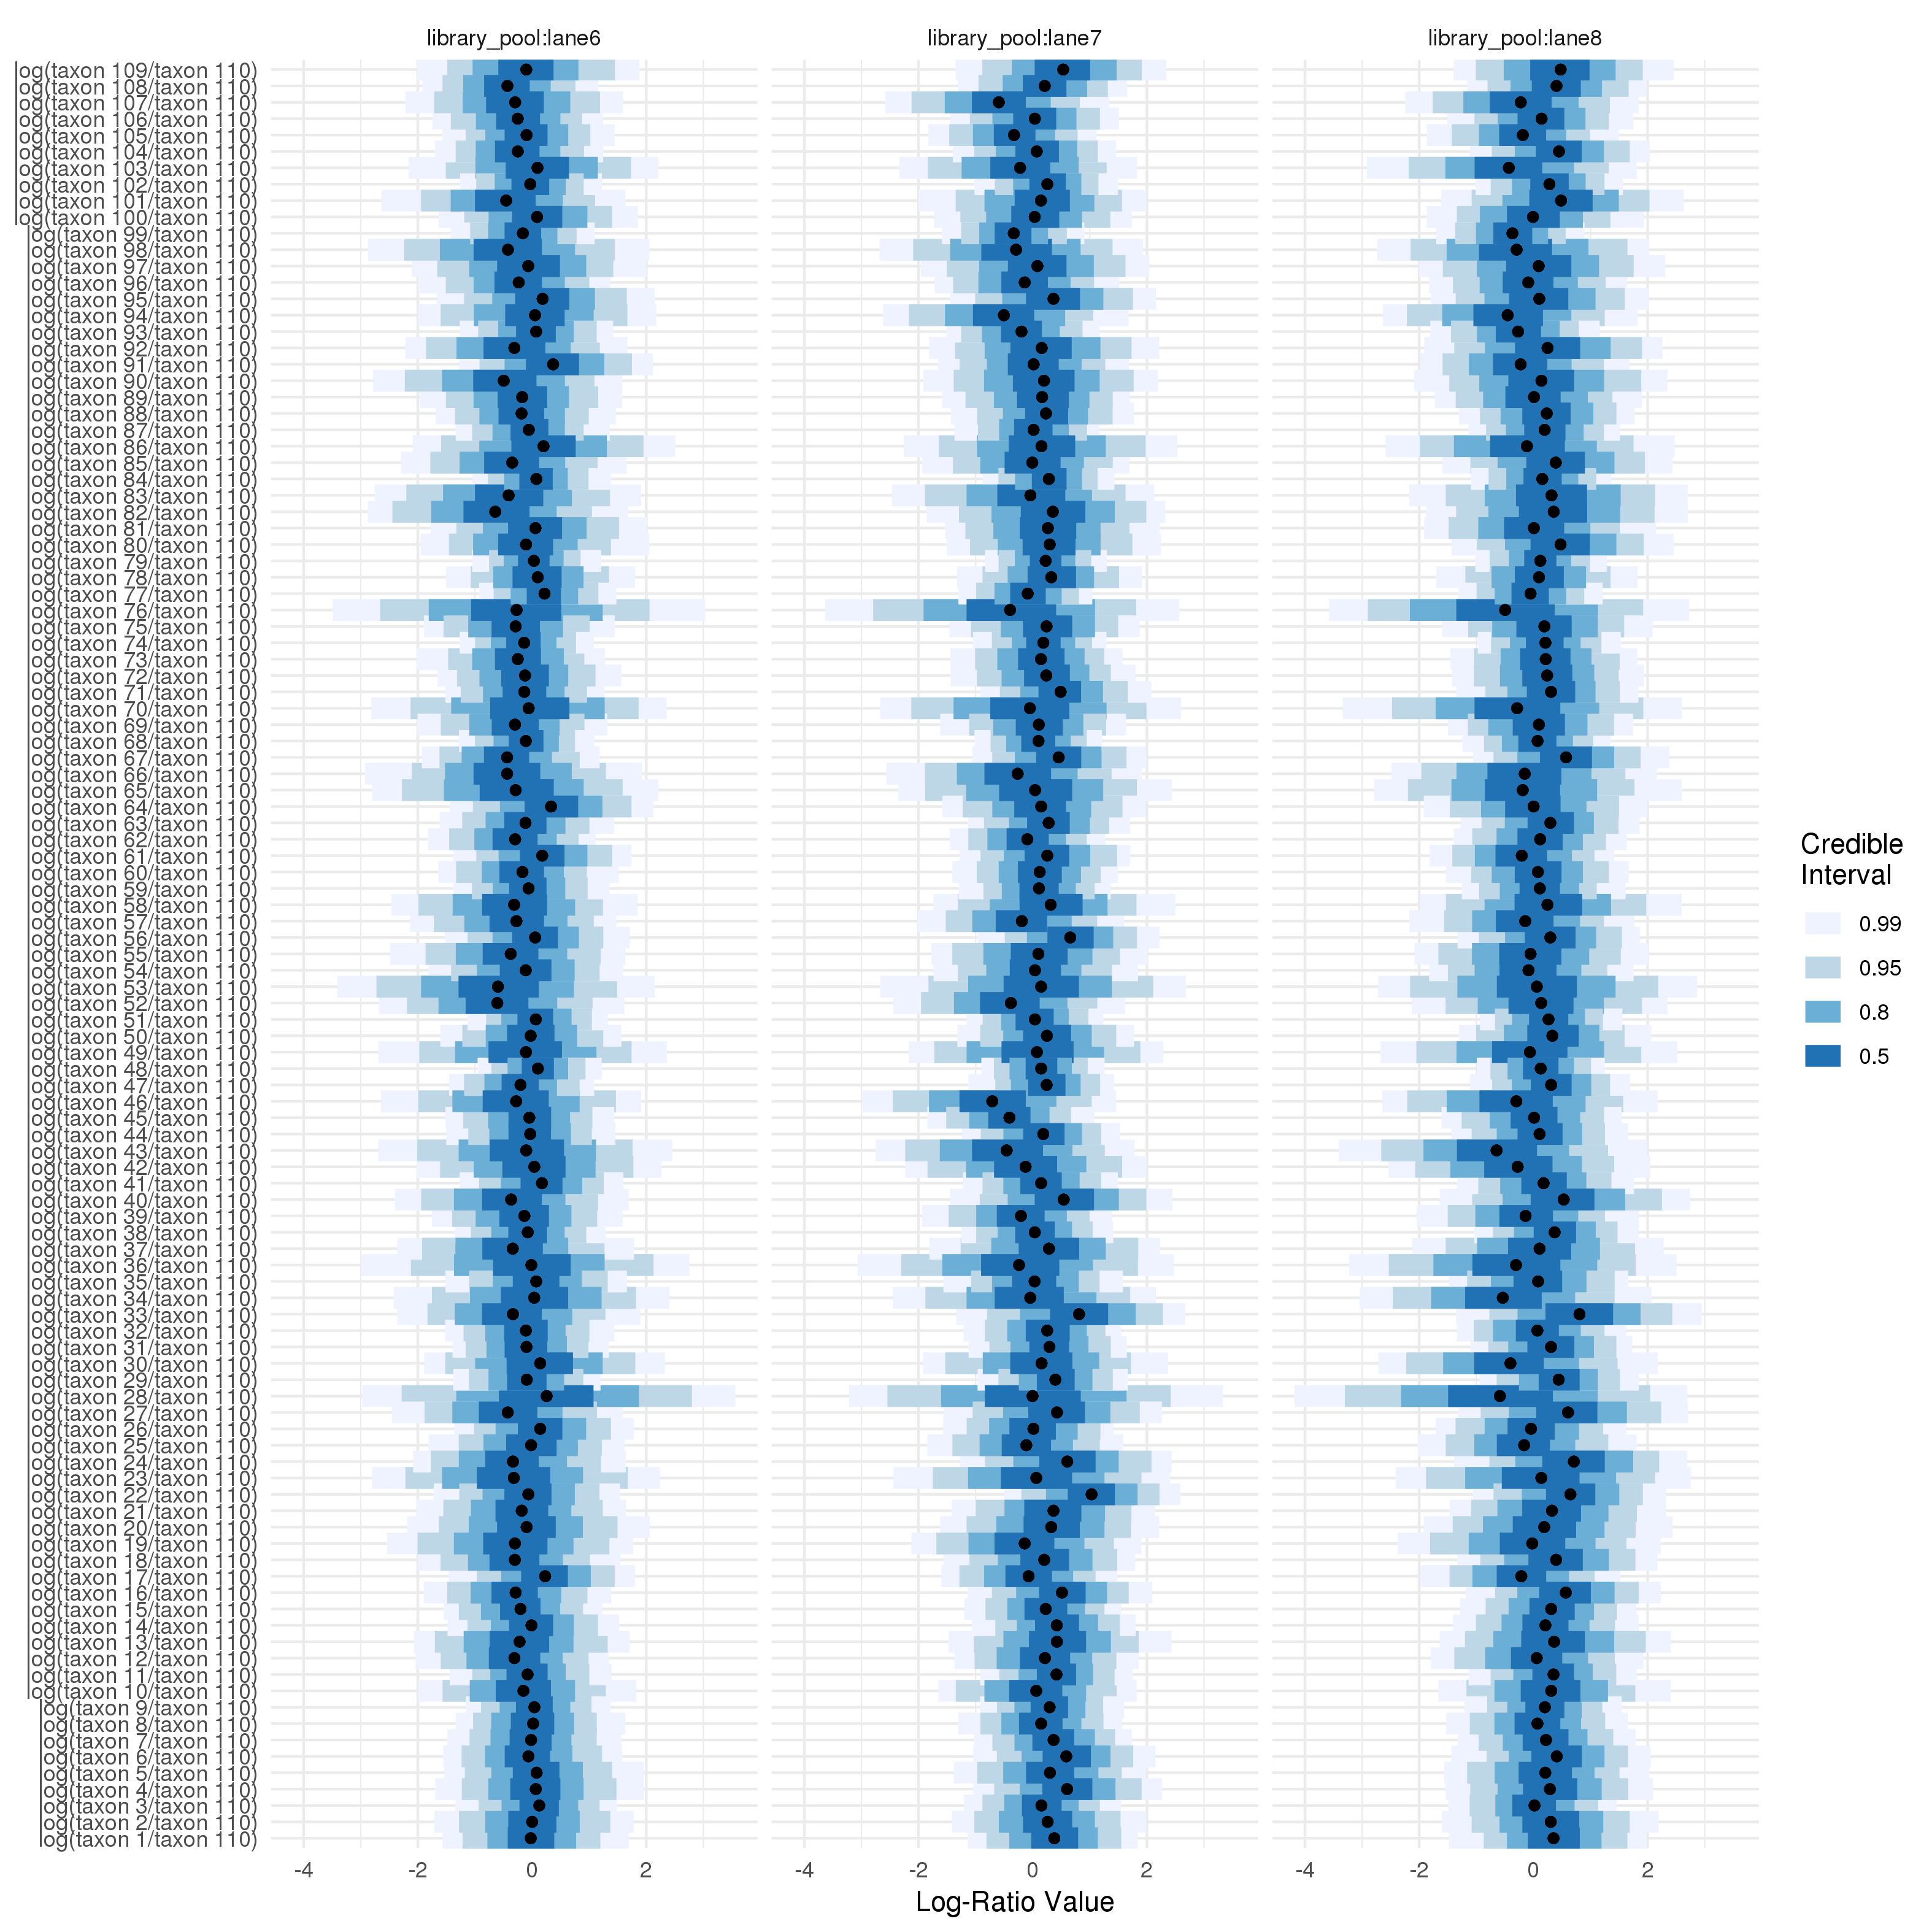 library_pool:lane6
library_pool:lane7
library_pool:lane8
log(taxon 109/taxon 110)
log(taxon 108/taxon 110)
log(taxon 107/taxon 110)
log(taxon 106/taxon 110)
log(taxon 105/taxon 110)
log(taxon 104/taxon 110)
log(taxon 103/taxon 110)
log(taxon 102/taxon 110)
log(taxon 101/taxon 110)
log(taxon 100/taxon 110)
log(taxon 99/taxon 110)
log(taxon 98/taxon 110)
log(taxon 97/taxon 110)
log(taxon 96/taxon 110)
log(taxon 95/taxon 110)
log(taxon 94/taxon 110)
log(taxon 93/taxon 110)
log(taxon 92/taxon 110)
log(taxon 91/taxon 110)
log(taxon 90/taxon 110)
log(taxon 89/taxon 110)
log(taxon 88/taxon 110)
log(taxon 87/taxon 110)
log(taxon 86/taxon 110)
log(taxon 85/taxon 110)
log(taxon 84/taxon 110)
log(taxon 83/taxon 110)
log(taxon 82/taxon 110)
log(taxon 81/taxon 110)
log(taxon 80/taxon 110)
log(taxon 79/taxon 110)
log(taxon 78/taxon 110)
log(taxon 77/taxon 110)
log(taxon 76/taxon 110)
log(taxon 75/taxon 110)
log(taxon 74/taxon 110)
log(taxon 73/taxon 110)
log(taxon 72/taxon 110)
log(taxon 71/taxon 110)
log(taxon 70/taxon 110)
log(taxon 69/taxon 110)
log(taxon 68/taxon 110)
log(taxon 67/taxon 110)
log(taxon 66/taxon 110)
log(taxon 65/taxon 110)
log(taxon 64/taxon 110)
log(taxon 63/taxon 110)
log(taxon 62/taxon 110)
log(taxon 61/taxon 110)
log(taxon 60/taxon 110)
log(taxon 59/taxon 110)
log(taxon 58/taxon 110)
log(taxon 57/taxon 110)
log(taxon 56/taxon 110)
log(taxon 55/taxon 110)
log(taxon 54/taxon 110)
log(taxon 53/taxon 110)
log(taxon 52/taxon 110)
log(taxon 51/taxon 110)
log(taxon 50/taxon 110)
log(taxon 49/taxon 110)
log(taxon 48/taxon 110)
log(taxon 47/taxon 110)
log(taxon 46/taxon 110)
log(taxon 45/taxon 110)
log(taxon 44/taxon 110)
log(taxon 43/taxon 110)
log(taxon 42/taxon 110)
log(taxon 41/taxon 110)
log(taxon 40/taxon 110)
log(taxon 39/taxon 110)
log(taxon 38/taxon 110)
log(taxon 37/taxon 110)
log(taxon 36/taxon 110)
log(taxon 35/taxon 110)
log(taxon 34/taxon 110)
log(taxon 33/taxon 110)
log(taxon 32/taxon 110)
log(taxon 31/taxon 110)
log(taxon 30/taxon 110)
log(taxon 29/taxon 110)
log(taxon 28/taxon 110)
log(taxon 27/taxon 110)
log(taxon 26/taxon 110)
log(taxon 25/taxon 110)
log(taxon 24/taxon 110)
log(taxon 23/taxon 110)
log(taxon 22/taxon 110)
log(taxon 21/taxon 110)
log(taxon 20/taxon 110)
log(taxon 19/taxon 110)
log(taxon 18/taxon 110)
log(taxon 17/taxon 110)
log(taxon 16/taxon 110)
log(taxon 15/taxon 110)
log(taxon 14/taxon 110)
log(taxon 13/taxon 110)
log(taxon 12/taxon 110)
log(taxon 11/taxon 110)
log(taxon 10/taxon 110)
log(taxon 9/taxon 110)
log(taxon 8/taxon 110)
log(taxon 7/taxon 110)
log(taxon 6/taxon 110)
log(taxon 5/taxon 110)
log(taxon 4/taxon 110)
log(taxon 3/taxon 110)
log(taxon 2/taxon 110)
log(taxon 1/taxon 110)
-4 -2 0 2
-4 -2 0 2
-4 -2 0 2
Log-Ratio Value
Credible
Interval
0.99
0.95
0.8
0.5